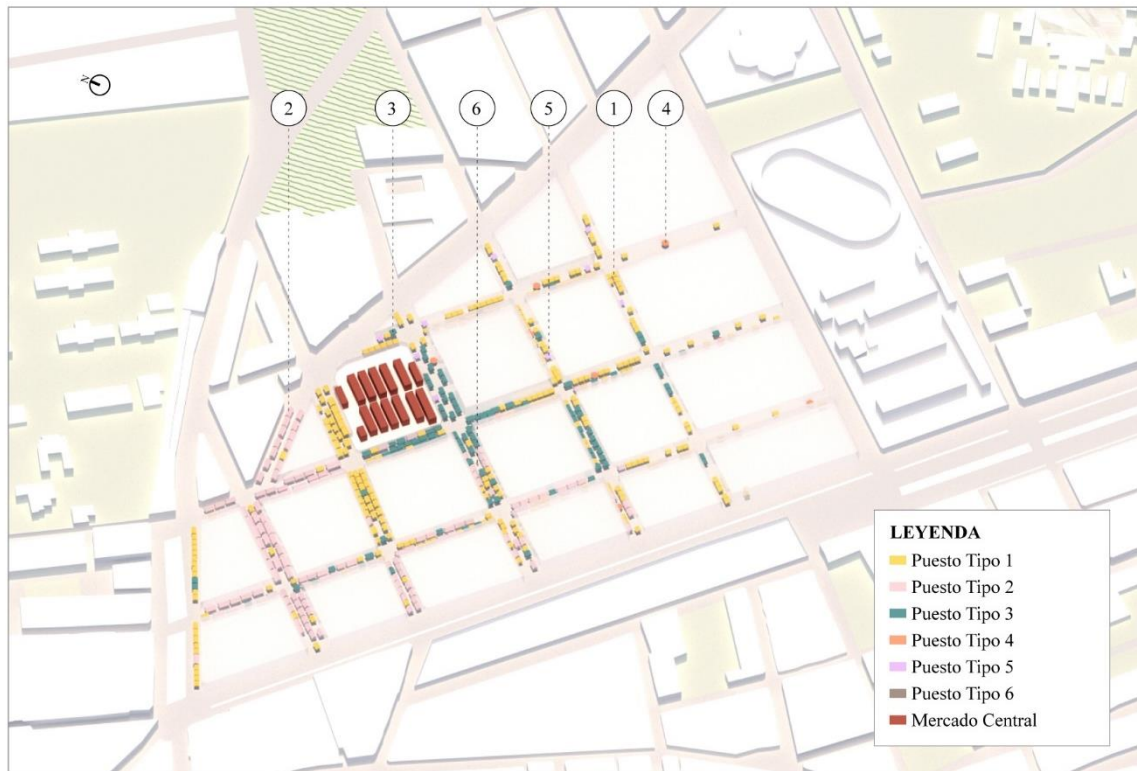 N
2
3
6
5
1
4
LEYENDA
Puesto Tipo 1
Puesto Tipo 2
Puesto Tipo 3
Puesto Tipo 4
Puesto Tipo 5
Puesto Tipo 6
Mercado Central